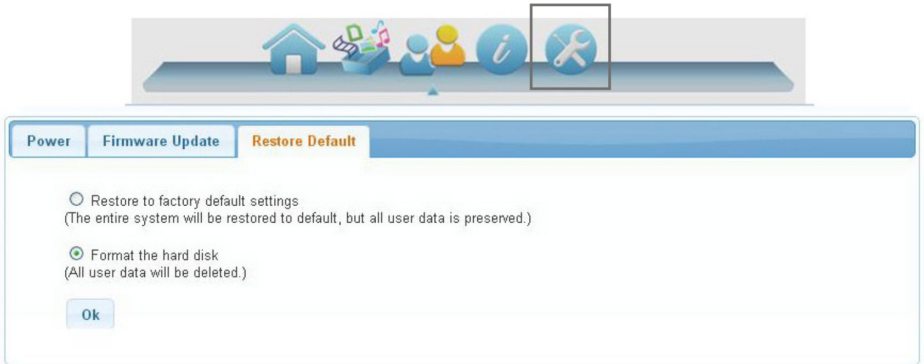 Power Firmware Update Restore Default
Restore to factory default settings
(The entire system will be restored to default, but all user data is preserved.)
Format the hard disk
(All user data will be deleted.)
Ok